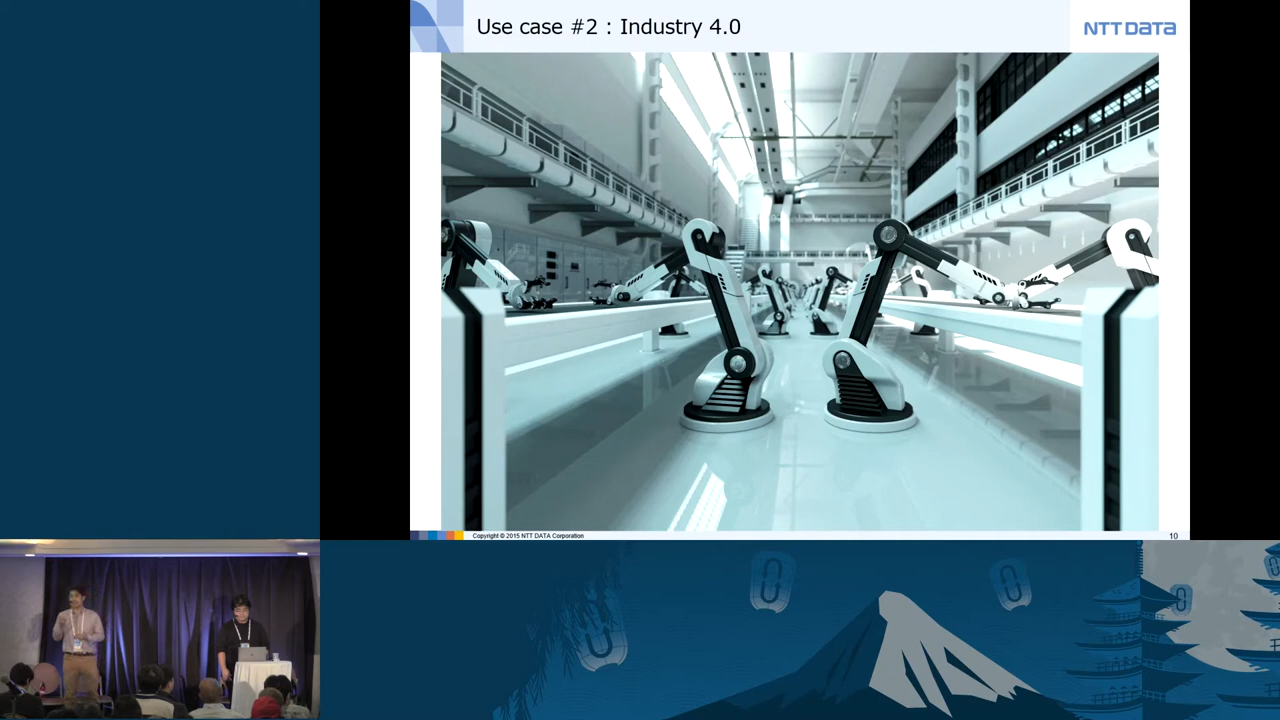 Use case #2 : Industry 4.0
NTT DATA
Copyright © 2015 NTT DATA Corporation
10